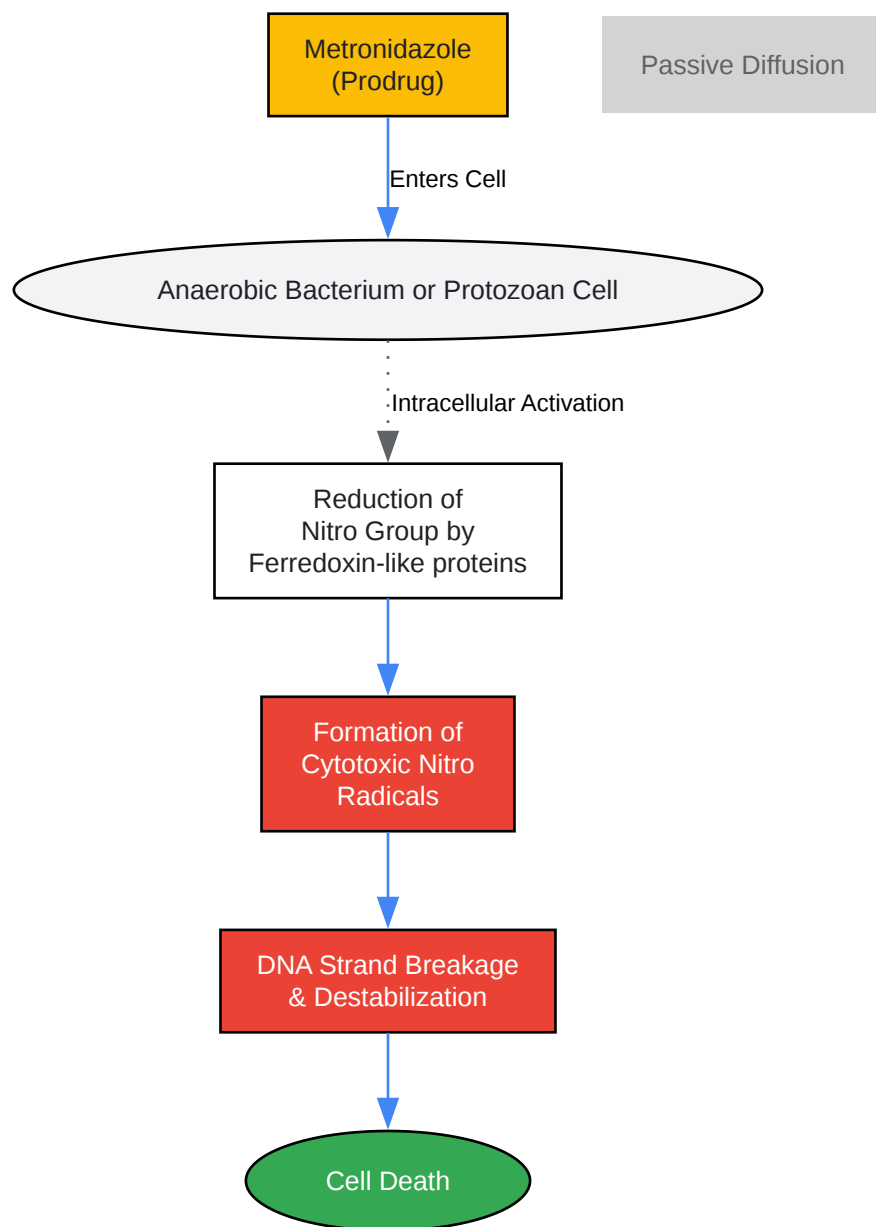 Metronidazole
(Prodrug)
Passive Diffusion
Enters Cell
Anaerobic Bacterium or Protozoan Cell
Intracellular Activation
Reduction of
Nitro Group by
Ferredoxin-like proteins
Formation of
Cytotoxic Nitro
Radicals
DNA Strand Breakage
& Destabilization
Cell Death